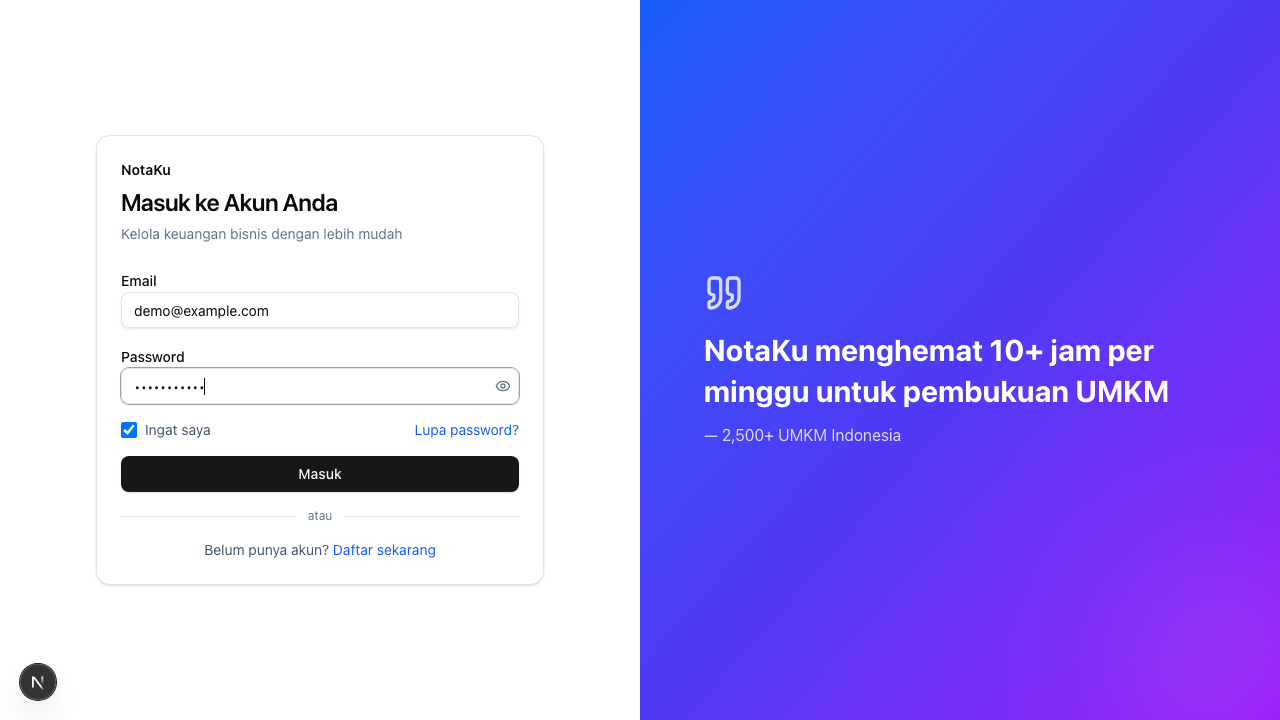 NotaKu
Masuk ke Akun Anda
Kelola keuangan bisnis dengan lebih mudah
Email
demo@example.com
Password
•••••••••••
Ingat saya
Lupa password?
Masuk
atau
Belum punya akun? Daftar sekarang
N
NotaKu menghemat 10+ jam per
minggu untuk pembukuan UMKM
— 2,500+ UMKM Indonesia